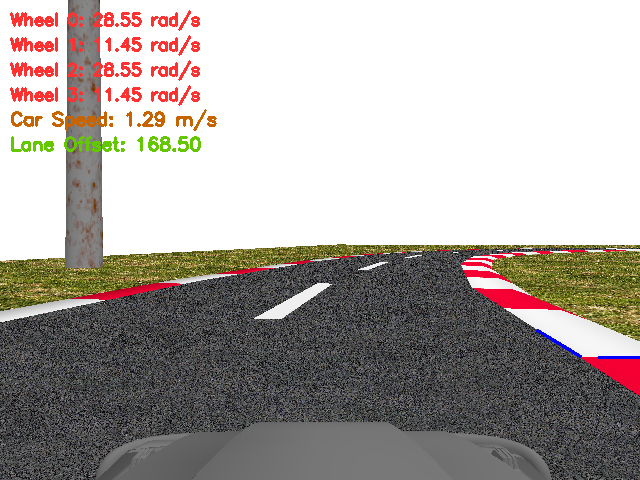 Wheel 0: 28.55 rad/s
Wheel 1: 11.45 rad/s
Wheel 2: 28.55 rad/s
Wheel 3: 11.45 rad/s
Car Speed: 1.29 m/s
Lane Offset: 168.50